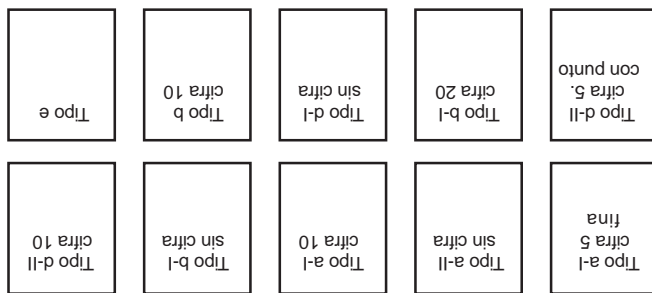 Tipo a-I
cifra 5
fina
Tipo a-II
sin cifra
Tipo a-I
cifra 10
Tipo b-I
sin cifra
Tipo d-II
cifra 10
Tipo d-II
cifra 5.
con punto
Tipo b-I
cifra 20
Tipo d-I
sin cifra
Tipo b
cifra 10
Tipo e